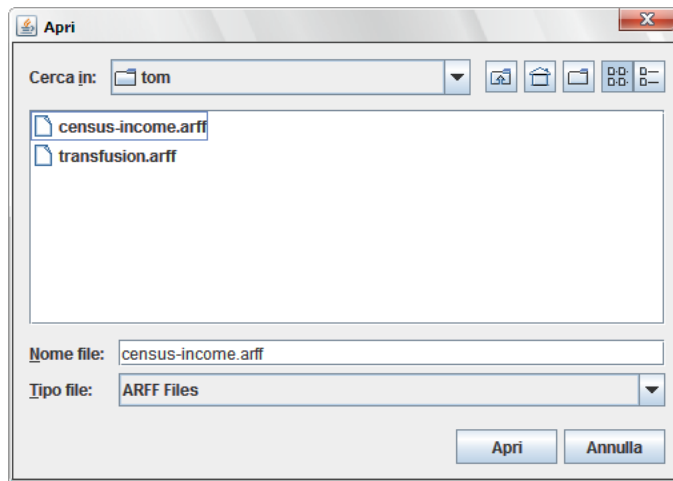 Apri
Cerca in: tom
census-income.arff
transfusion.arff
Nome file: census-income.arff
Tipo file: ARFF Files
Apri Annulla